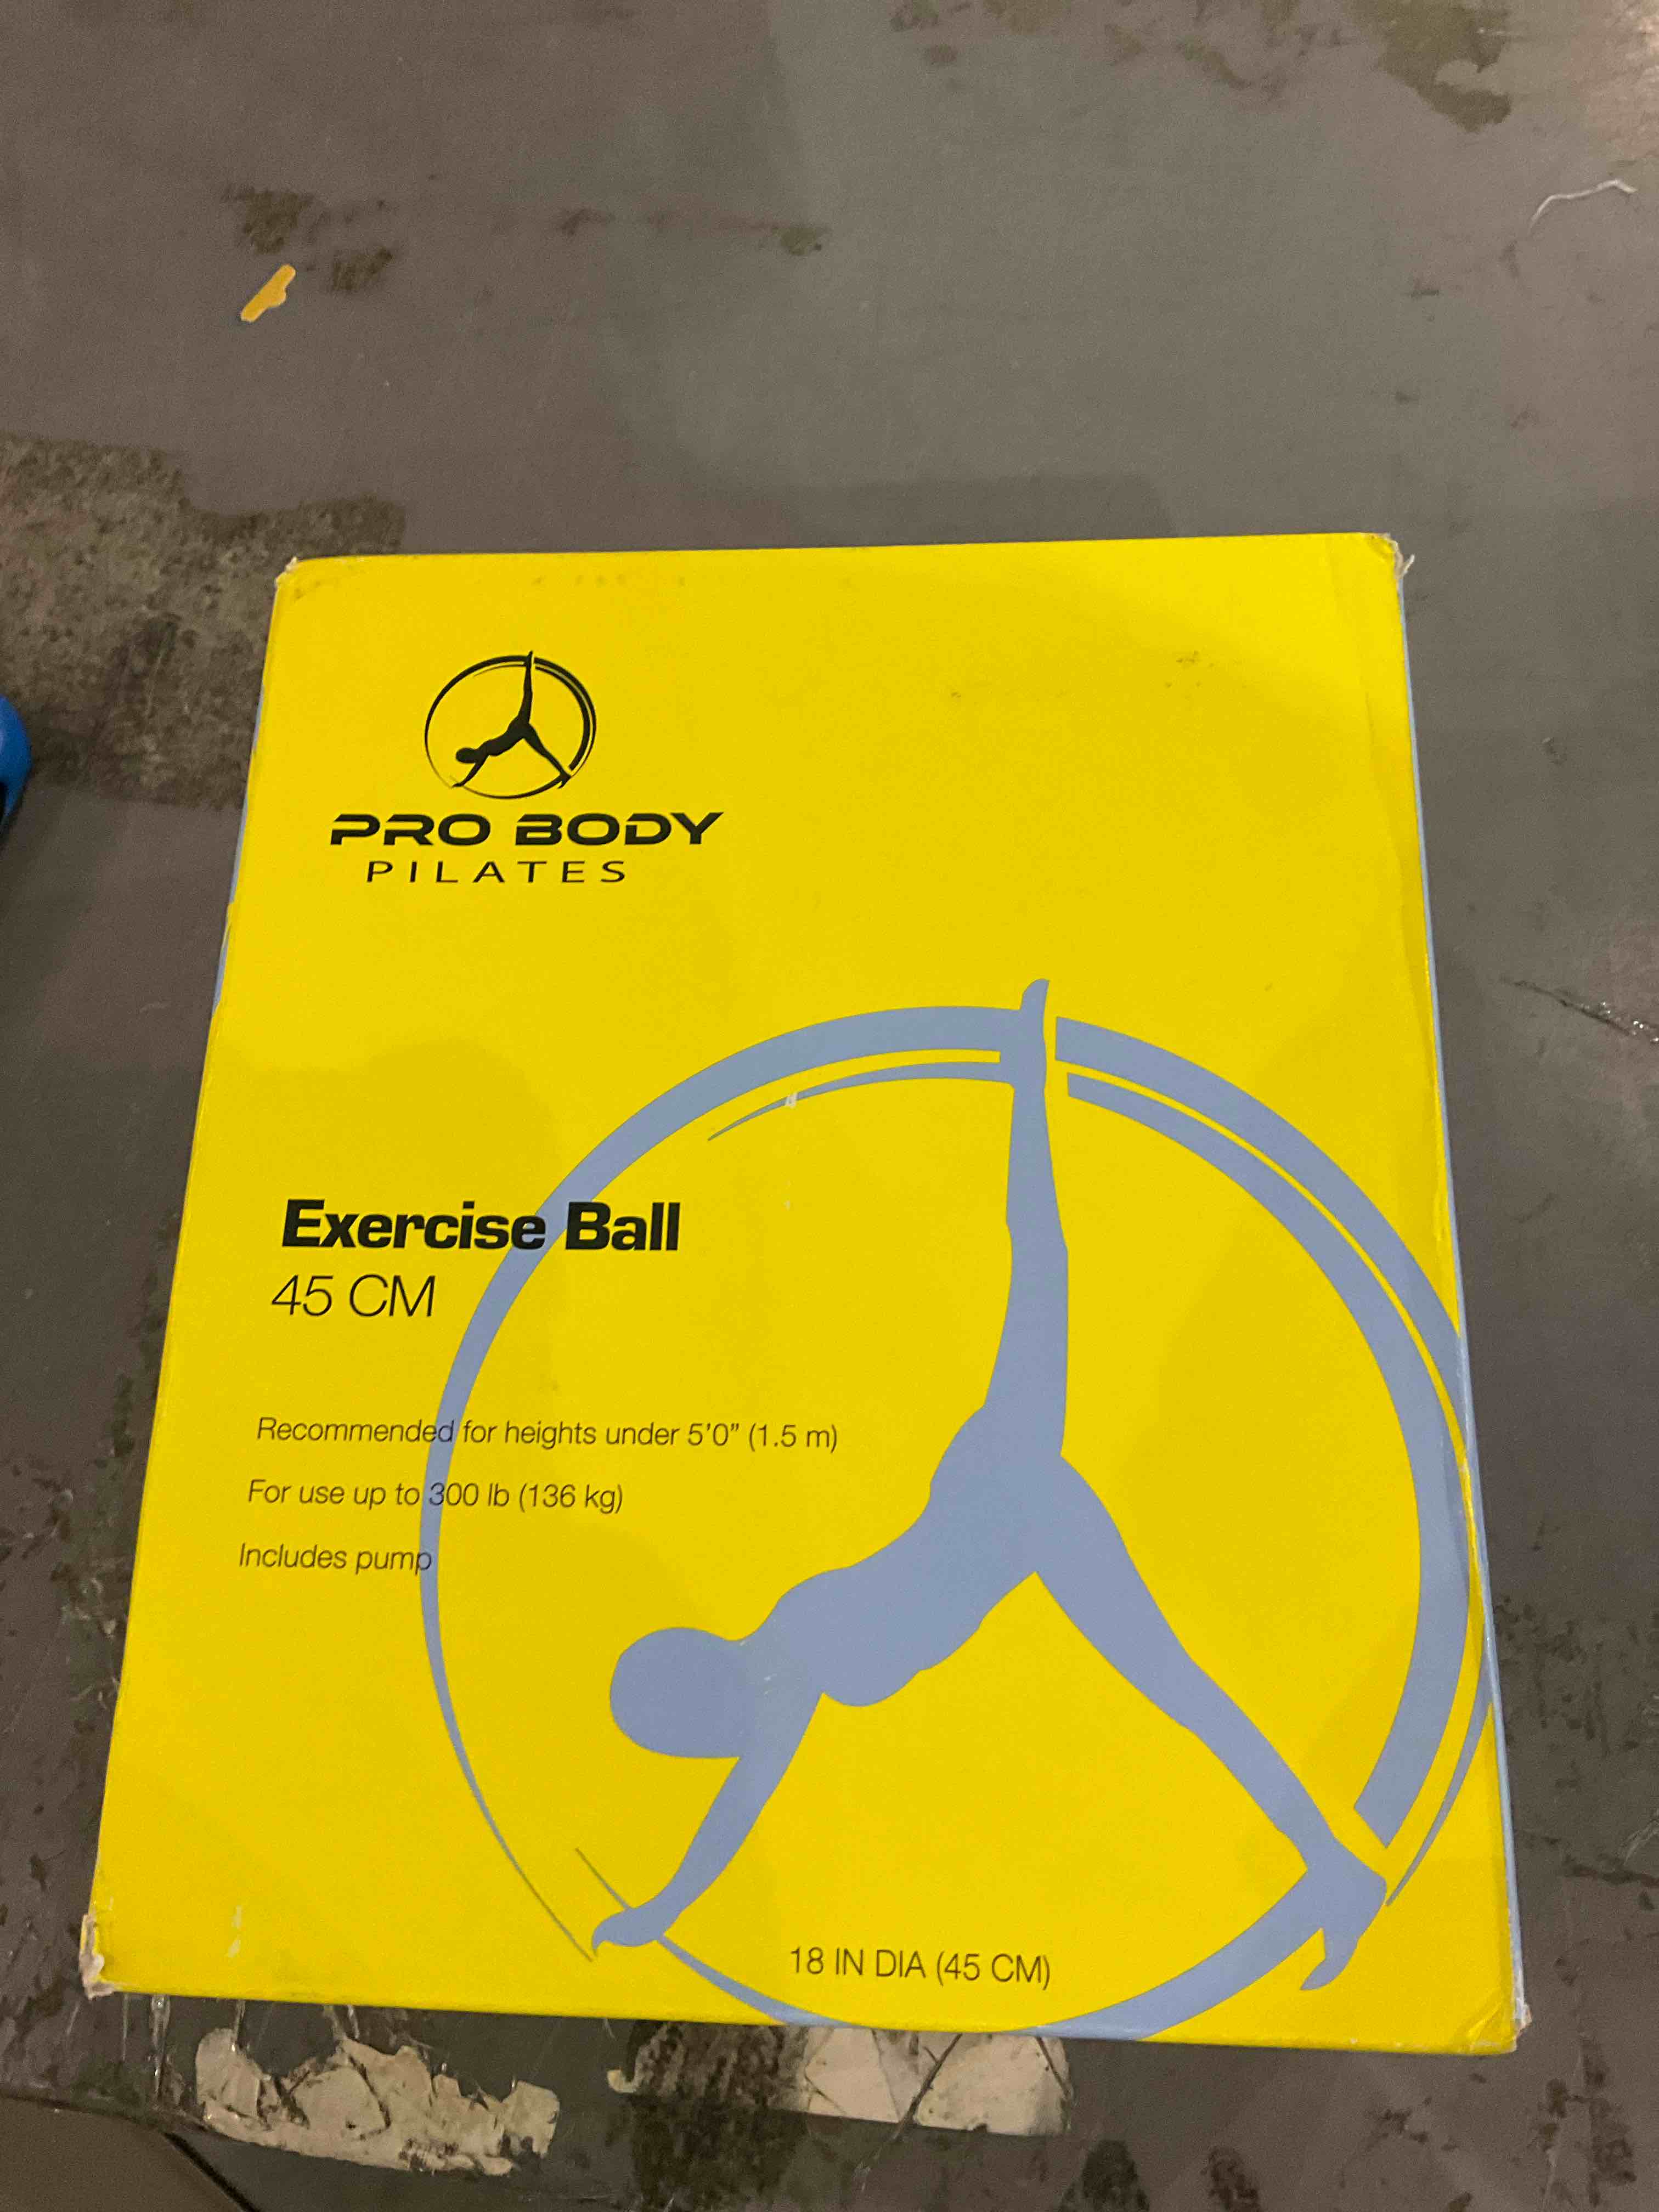 PRO BODY
PILATES
Exercise Ball
45 CM
Recommended for heights under 5'0" (1.5 m)
For use up to 300 lb (136 kg)
Includes pump
18 IN DIA (45 CM)